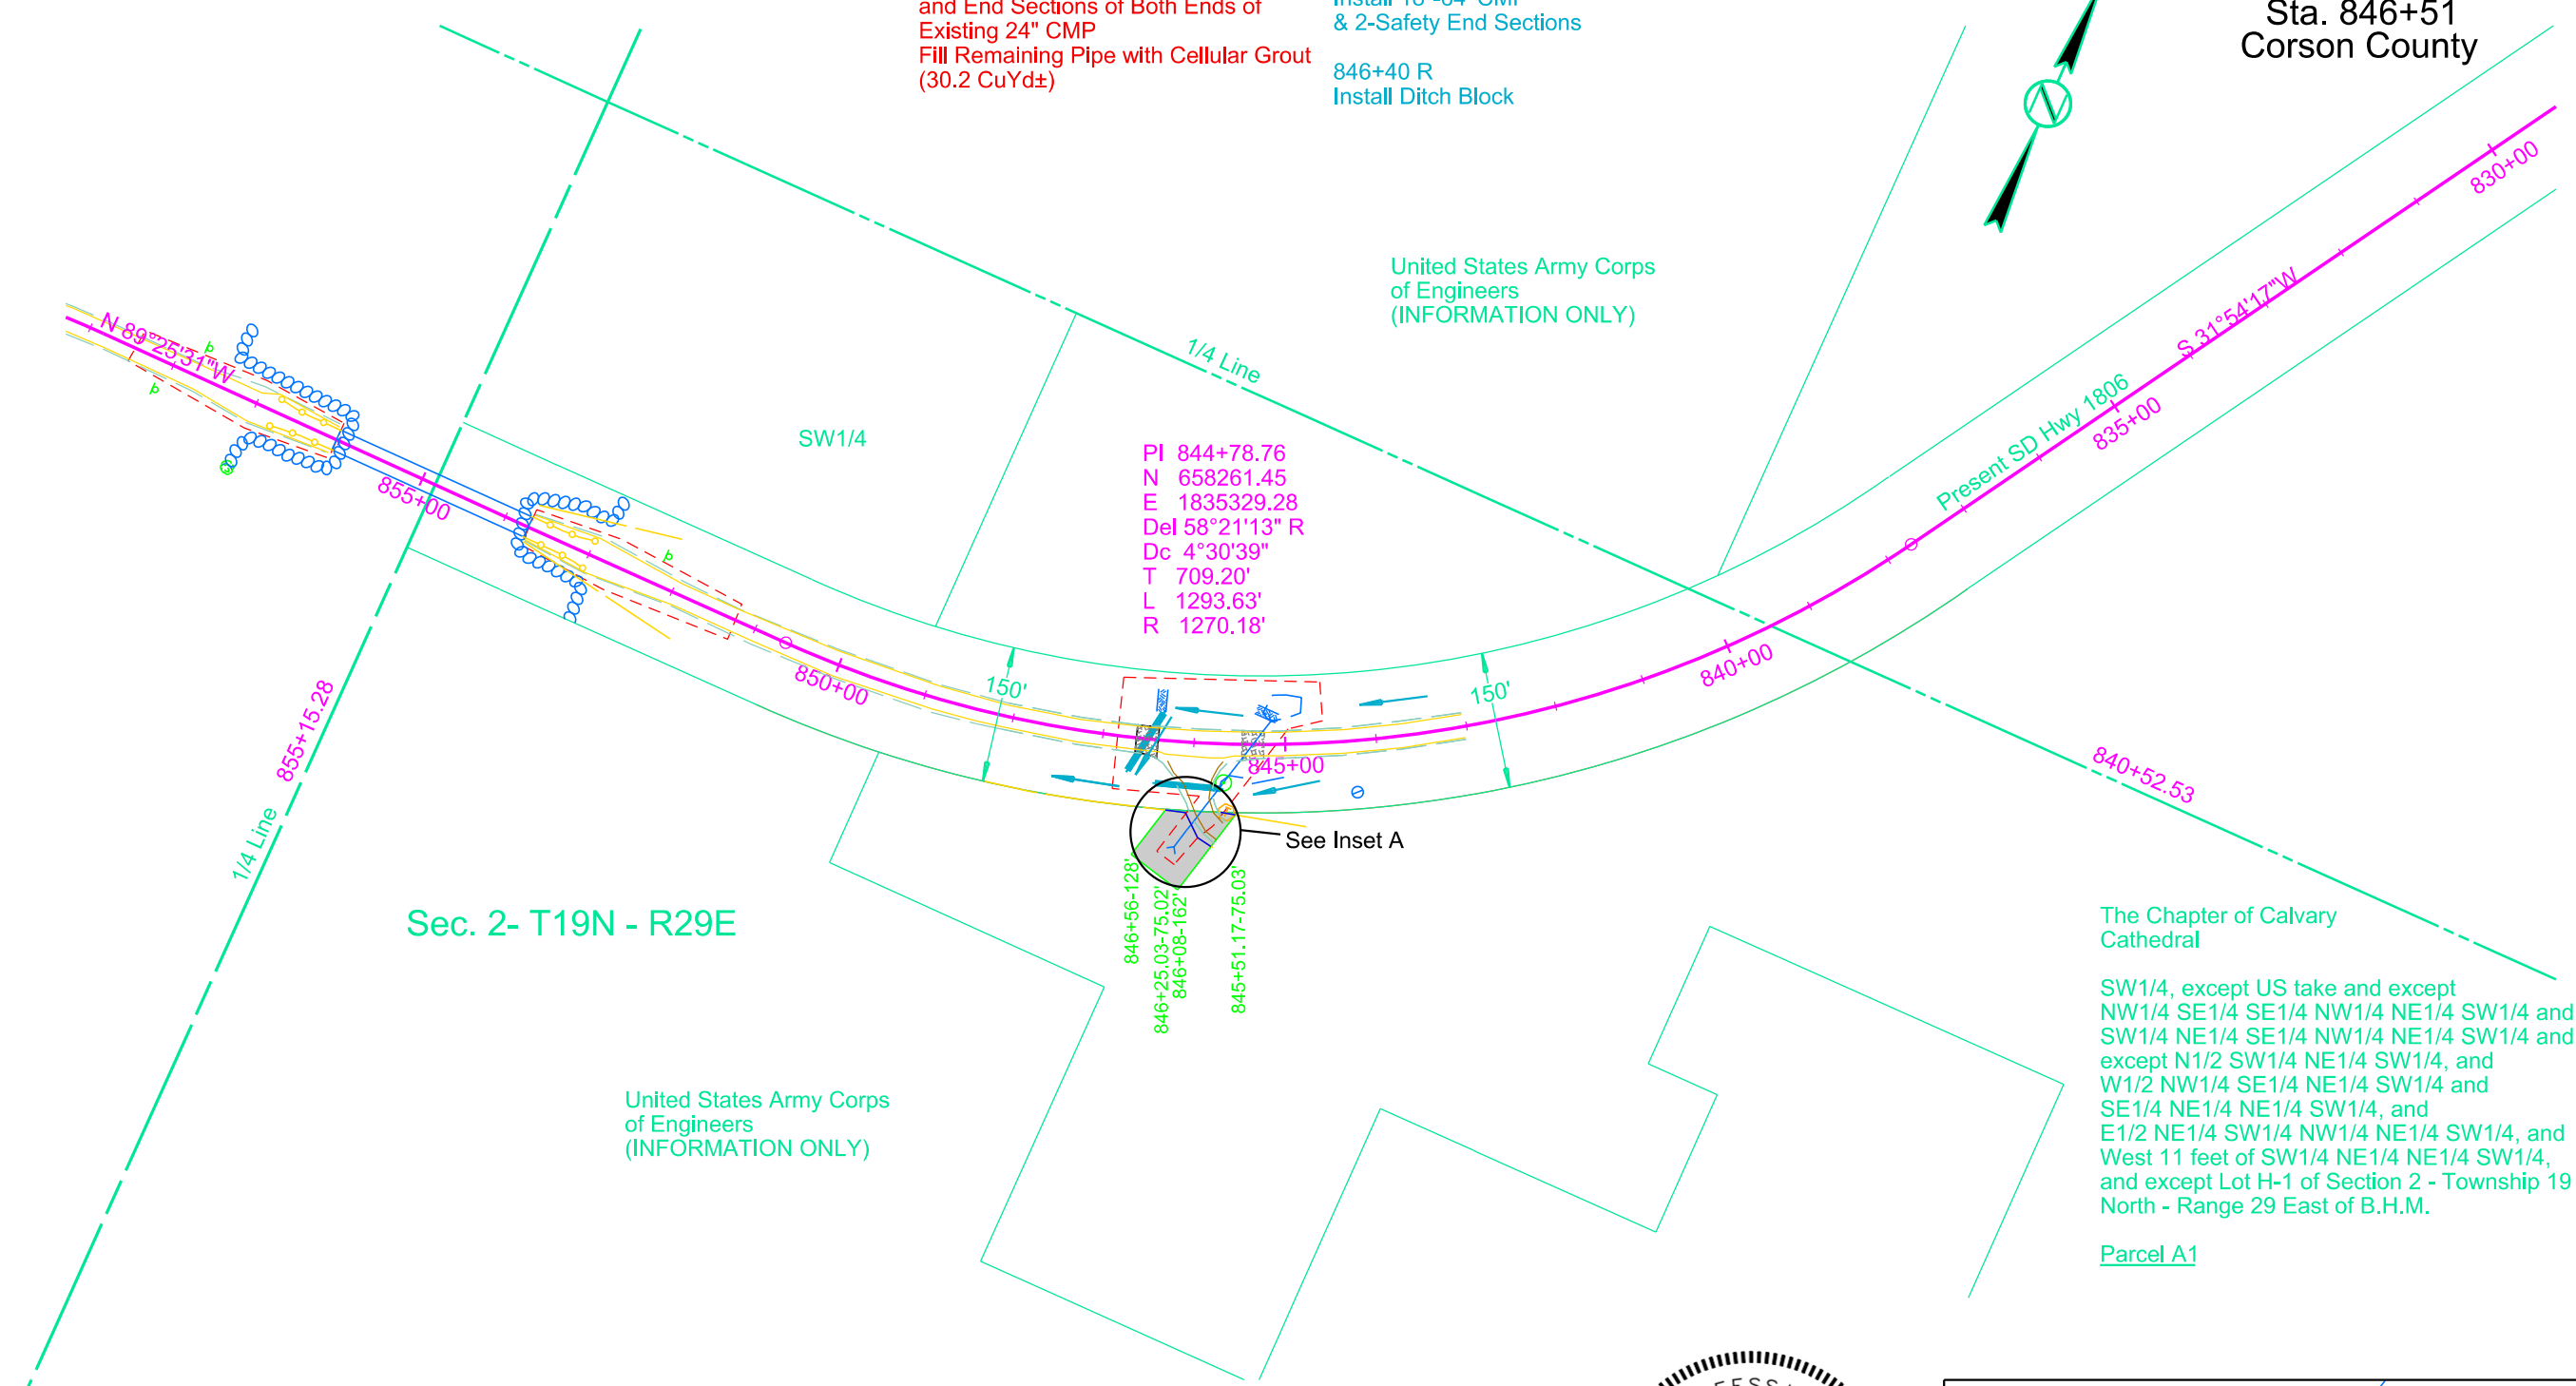 and End Sections of Both Ends of
Existing 24" CMP
Fill Remaining Pipe with Cellular Grout
(30.2 CuYd±)
& 2-Safety End Sections
846+40 R
Install Ditch Block
Sta. 846+51
Corson County
N
830+00
United States Army Corps
of Engineers
(INFORMATION ONLY)
S 31°54'17"W
N 89°25'31"W
1/4 Line
Present SD Hwy 1806
835+00
SW1/4
PI 844+78.76
N 658261.45
E 1835329.28
Del 58°21'13" R
Dc 4°30'39"
T 709.20'
L 1293.63'
R 1270.18'
855+00
850+00
150'
150'
840+00
845+00
855+15.28
1/4 Line
840+52.53
See Inset A
846+56-128'
846+25.03-75.02'
846+08-162'
845+51.17-75.03'
Sec. 2- T19N - R29E
The Chapter of Calvary
Cathedral
SW1/4, except US take and except
NW1/4 SE1/4 SE1/4 NW1/4 NE1/4 SW1/4 and
SW1/4 NE1/4 SE1/4 NW1/4 NE1/4 SW1/4 and
except N1/2 SW1/4 NE1/4 SW1/4, and
W1/2 NW1/4 SE1/4 NE1/4 SW1/4 and
SE1/4 NE1/4 NE1/4 SW1/4, and
E1/2 NE1/4 SW1/4 NW1/4 NE1/4 SW1/4, and
West 11 feet of SW1/4 NE1/4 NE1/4 SW1/4,
and except Lot H-1 of Section 2 - Township 19
North - Range 29 East of B.H.M.
Parcel A1
United States Army Corps
of Engineers
(INFORMATION ONLY)